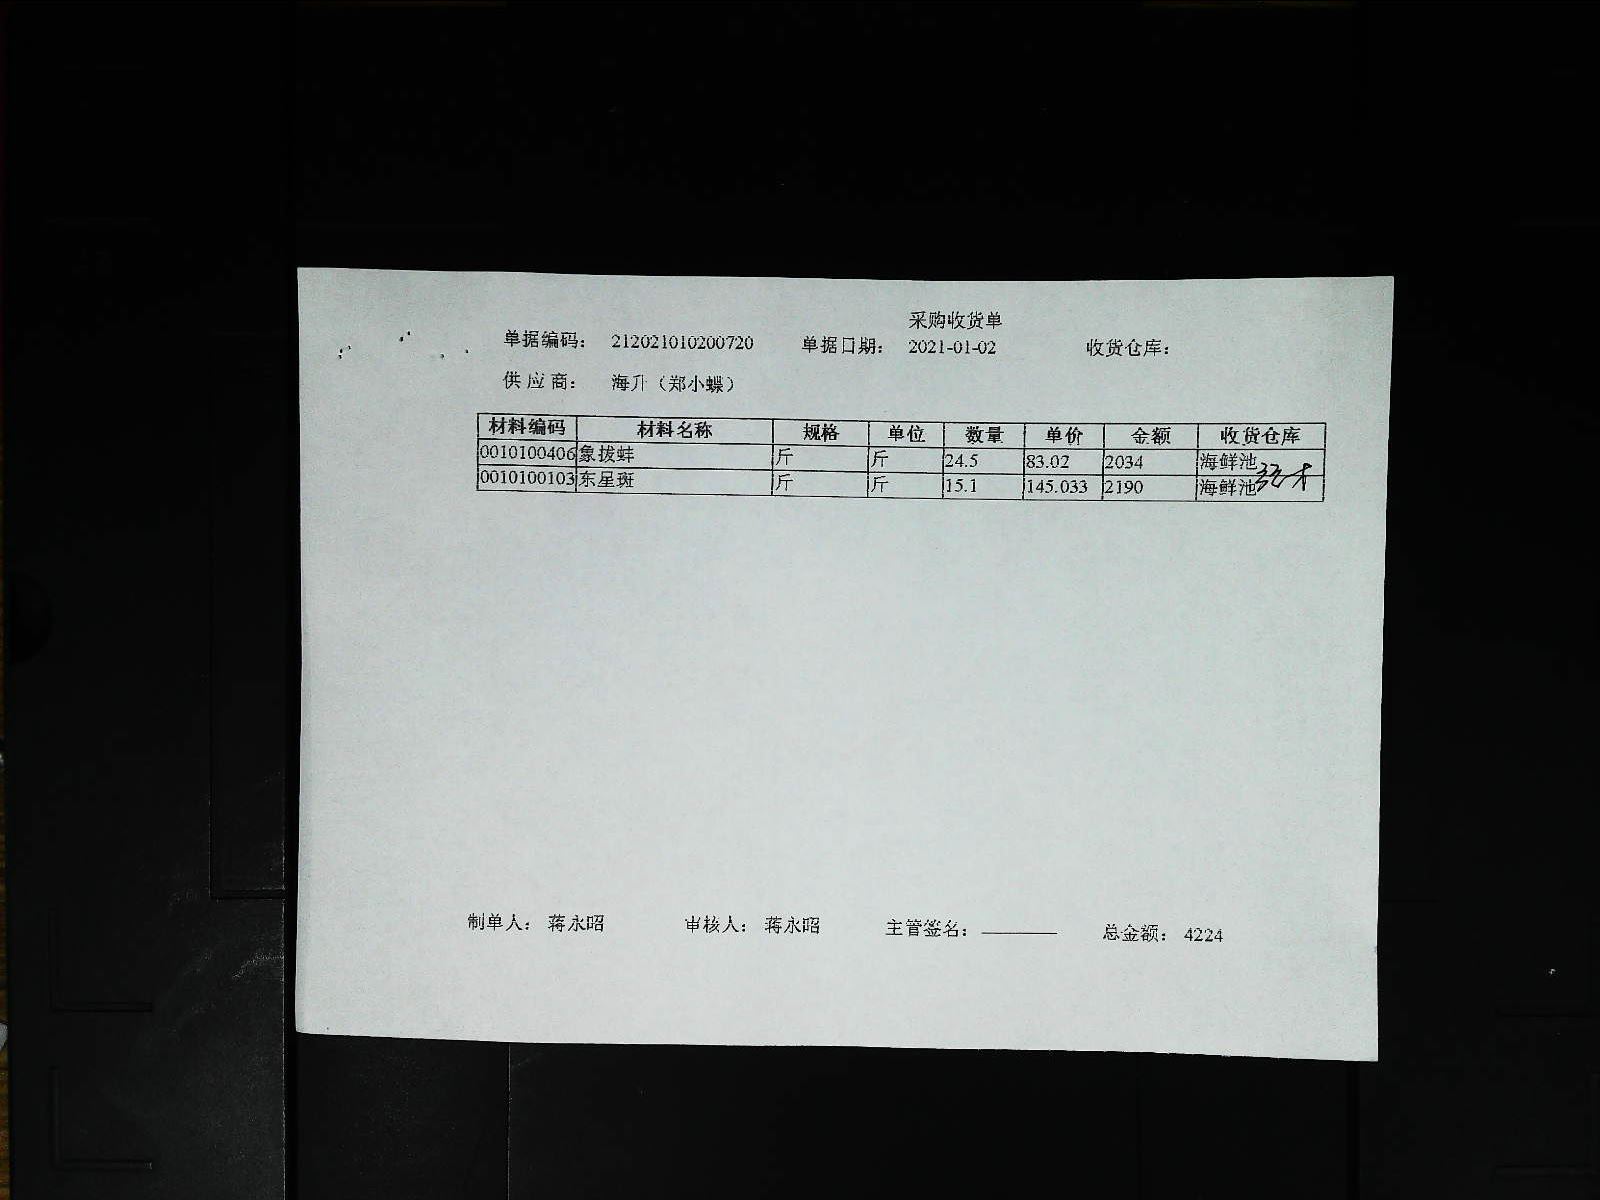 采购收货单
单据编码： 212021010200720 单据日期： 2021-01-02 收货仓库：
供应商： 海升（郑小蝶）
材料编码 材料名称 规格 单位 数量 单价 金额 收货仓库
0010100406 象拔蚌 斤 斤 24.5 83.02 2034 海鲜池
0010100103 东星斑 斤 斤 15.1 145.033 2190 海鲜池
制单人： 蒋永昭 审核人： 蒋永昭 主管签名： 总金额： 4224